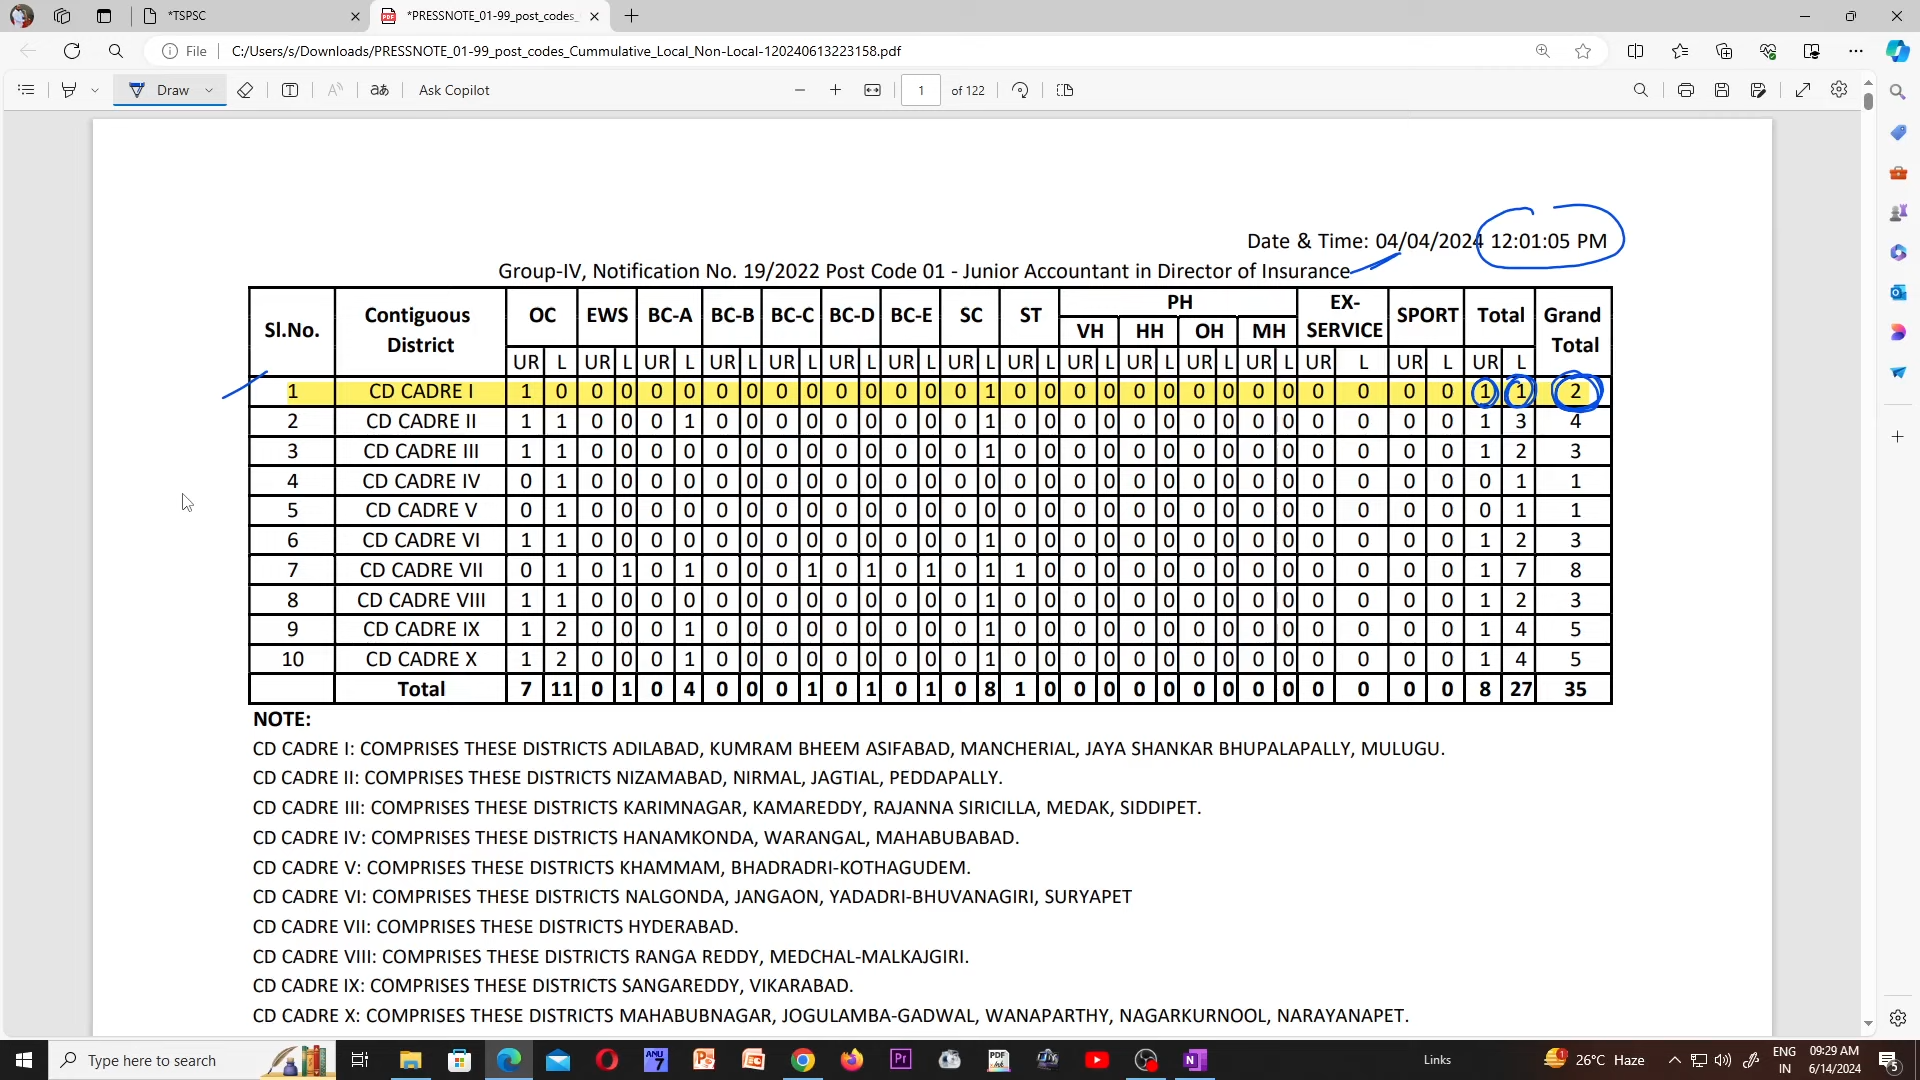 *TSPSC
*PRESSNOTE_01-99_post_codes_
File C:/Users/s/Downloads/PRESSNOTE_01-99_post_codes_Cummulative_Local_Non-Local-120240613223158.pdf
Draw aあ Ask Copilot 1 of 122
Date & Time: 04/04/2024 12:01:05 PM
Group-IV, Notification No. 19/2022 Post Code 01 - Junior Accountant in Director of Insurance
Sl.No. Contiguous District OC EWS BC-A BC-B BC-C BC-D BC-E SC ST PH EX-SERVICE SPORT Total Grand Total
VH HH OH MH
UR L UR L UR L UR L UR L UR L UR L UR L UR L UR L UR L UR L UR L UR L UR L UR L
1 CD CADRE I 1 0 0 0 0 0 0 0 0 0 0 0 0 0 0 1 0 0 0 0 0 0 0 0 0 0 0 0 0 0 1 1 2
2 CD CADRE II 1 1 0 0 0 1 0 0 0 0 0 0 0 0 0 1 0 0 0 0 0 0 0 0 0 0 0 0 0 0 1 3 4
3 CD CADRE III 1 1 0 0 0 0 0 0 0 0 0 0 0 0 0 1 0 0 0 0 0 0 0 0 0 0 0 0 0 0 1 2 3
4 CD CADRE IV 0 1 0 0 0 0 0 0 0 0 0 0 0 0 0 0 0 0 0 0 0 0 0 0 0 0 0 0 0 0 0 1 1
5 CD CADRE V 0 1 0 0 0 0 0 0 0 0 0 0 0 0 0 0 0 0 0 0 0 0 0 0 0 0 0 0 0 0 0 1 1
6 CD CADRE VI 1 1 0 0 0 0 0 0 0 0 0 0 0 0 0 1 0 0 0 0 0 0 0 0 0 0 0 0 0 0 1 2 3
7 CD CADRE VII 0 1 0 1 0 1 0 0 0 1 0 1 0 1 0 1 1 0 0 0 0 0 0 0 0 0 0 0 0 0 1 7 8
8 CD CADRE VIII 1 1 0 0 0 0 0 0 0 0 0 0 0 0 0 1 0 0 0 0 0 0 0 0 0 0 0 0 0 0 1 2 3
9 CD CADRE IX 1 2 0 0 0 1 0 0 0 0 0 0 0 0 0 1 0 0 0 0 0 0 0 0 0 0 0 0 0 0 1 4 5
10 CD CADRE X 1 2 0 0 0 1 0 0 0 0 0 0 0 0 0 1 0 0 0 0 0 0 0 0 0 0 0 0 0 0 1 4 5
Total 7 11 0 1 0 4 0 0 0 1 0 1 0 1 0 8 1 0 0 0 0 0 0 0 0 0 0 0 0 0 8 27 35
NOTE:
CD CADRE I: COMPRISES THESE DISTRICTS ADILABAD, KUMRAM BHEEM ASIFABAD, MANCHERIAL, JAYA SHANKAR BHUPALAPALLY, MULUGU.
CD CADRE II: COMPRISES THESE DISTRICTS NIZAMABAD, NIRMAL, JAGTIAL, PEDDAPALLY.
CD CADRE III: COMPRISES THESE DISTRICTS KARIMNAGAR, KAMAREDDY, RAJANNA SIRICILLA, MEDAK, SIDDIPET.
CD CADRE IV: COMPRISES THESE DISTRICTS HANAMKONDA, WARANGAL, MAHABUBABAD.
CD CADRE V: COMPRISES THESE DISTRICTS KHAMMAM, BHADRADRI-KOTHAGUDEM.
CD CADRE VI: COMPRISES THESE DISTRICTS NALGONDA, JANGAON, YADADRI-BHUVANAGIRI, SURYAPET
CD CADRE VII: COMPRISES THESE DISTRICTS HYDERABAD.
CD CADRE VIII: COMPRISES THESE DISTRICTS RANGA REDDY, MEDCHAL-MALKAJGIRI.
CD CADRE IX: COMPRISES THESE DISTRICTS SANGAREDDY, VIKARABAD.
CD CADRE X: COMPRISES THESE DISTRICTS MAHABUBNAGAR, JOGULAMBA-GADWAL, WANAPARTHY, NAGARKURNOOL, NARAYANAPET.
Type here to search Links 26°C Haze ENG IN 09:29 AM 6/14/2024 5